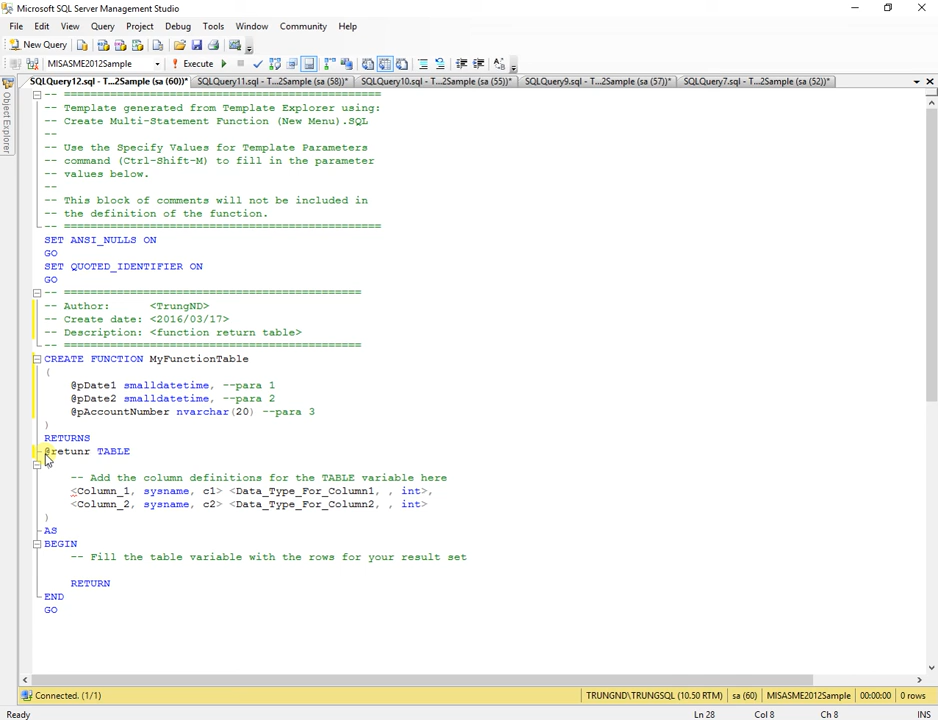 Microsoft SQL Server Management Studio
File Edit View Query Project Debug Tools Window Community Help
New Query
MISASME2012Sample Execute
SQLQuery12.sql - T...2Sample (sa (60))* SQLQuery11.sql - T...2Sample (sa (58))* SQLQuery10.sql - T...2Sample (sa (55))* SQLQuery9.sql - T...2Sample (sa (57))* SQLQuery7.sql - T...2Sample (sa (52))*
Object Explorer
-- ================================================
-- Template generated from Template Explorer using:
-- Create Multi-Statement Function (New Menu).SQL
--
-- Use the Specify Values for Template Parameters
-- command (Ctrl-Shift-M) to fill in the parameter
-- values below.
--
-- This block of comments will not be included in
-- the definition of the function.
-- ================================================
SET ANSI_NULLS ON
GO
SET QUOTED_IDENTIFIER ON
GO
-- =============================================
-- Author: <TrungND>
-- Create date: <2016/03/17>
-- Description: <function return table>
-- =============================================
CREATE FUNCTION MyFunctionTable
(
@pDate1 smalldatetime, --para 1
@pDate2 smalldatetime, --para 2
@pAccountNumber nvarchar(20) --para 3
)
RETURNS
@retunr TABLE
-- Add the column definitions for the TABLE variable here
<Column_1, sysname, c1> <Data_Type_For_Column1, , int>,
<Column_2, sysname, c2> <Data_Type_For_Column2, , int>
)
AS
BEGIN
-- Fill the table variable with the rows for your result set
RETURN
END
GO
Connected. (1/1) TRUNGND\TRUNGSQL (10.50 RTM) sa (60) MISASME2012Sample 00:00:00 0 rows
Ready Ln 28 Col 8 Ch 8 INS